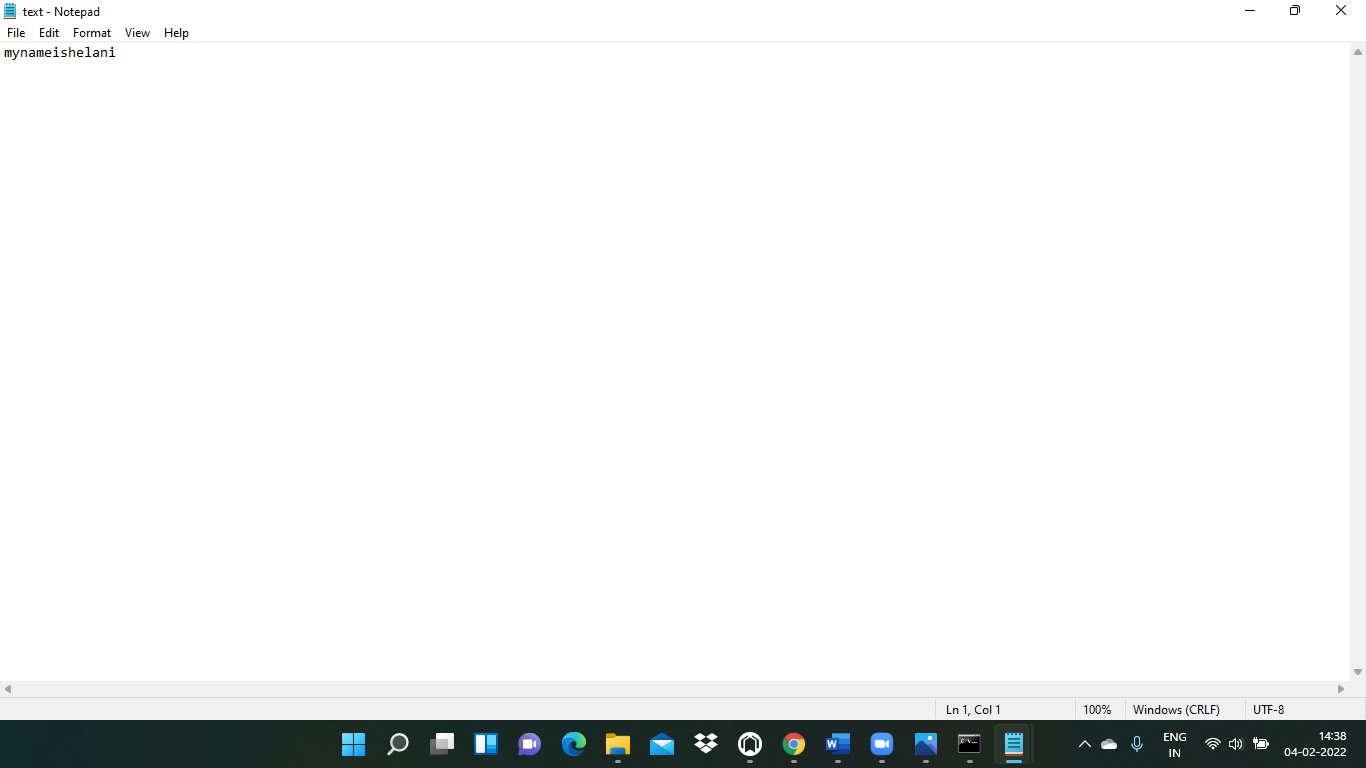 text - Notepad
File Edit Format View Help
mynameishelani
Ln 1, Col 1 100% Windows (CRLF) UTF-8
ENG 14:38
IN 04-02-2022